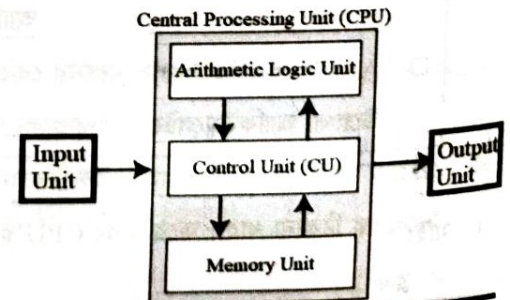 Central Processing Unit (CPU)
Arithmetic Logic Unit
Input
Unit
Control Unit (CU)
Output
Unit
Memory Unit